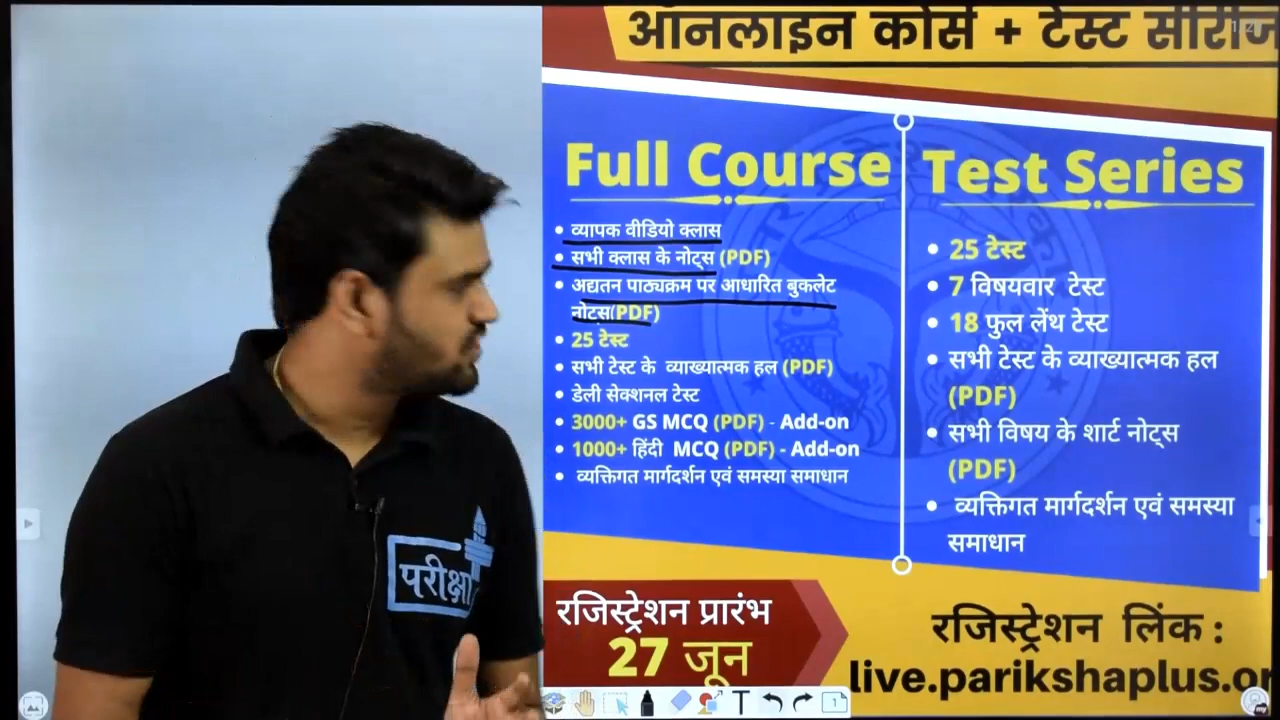 ऑनलाइन कोर्स + टेस्ट सीरीज
Full Course
• व्यापक वीडियो क्लास
• सभी क्लास के नोट्स (PDF)
• अद्यतन पाठ्यक्रम पर आधारित बुकलेट
नोट्स(PDF)
• 25 टेस्ट
• सभी टेस्ट के व्याख्यात्मक हल (PDF)
• डेली सेक्शनल टेस्ट
• 3000+ GS MCQ (PDF) - Add-on
• 1000+ हिंदी MCQ (PDF) - Add-on
• व्यक्तिगत मार्गदर्शन एवं समस्या समाधान
Test Series
• 25 टेस्ट
• 7 विषयवार टेस्ट
• 18 फुल लेंथ टेस्ट
• सभी टेस्ट के व्याख्यात्मक हल
(PDF)
• सभी विषय के शार्ट नोट्स
(PDF)
• व्यक्तिगत मार्गदर्शन एवं समस्या
समाधान
परीक्षा
रजिस्ट्रेशन प्रारंभ
27 जून
रजिस्ट्रेशन लिंक :
live.parikshaplus.or
T
1